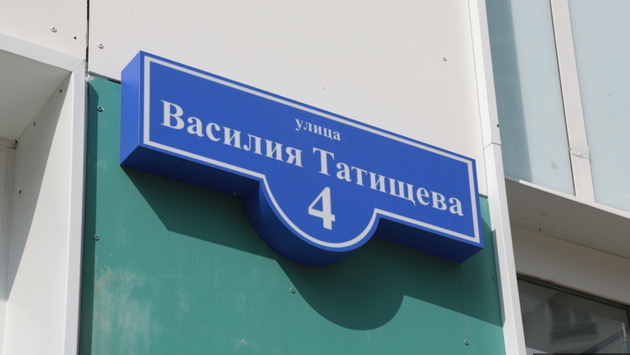 улица
Василия Татищева
4